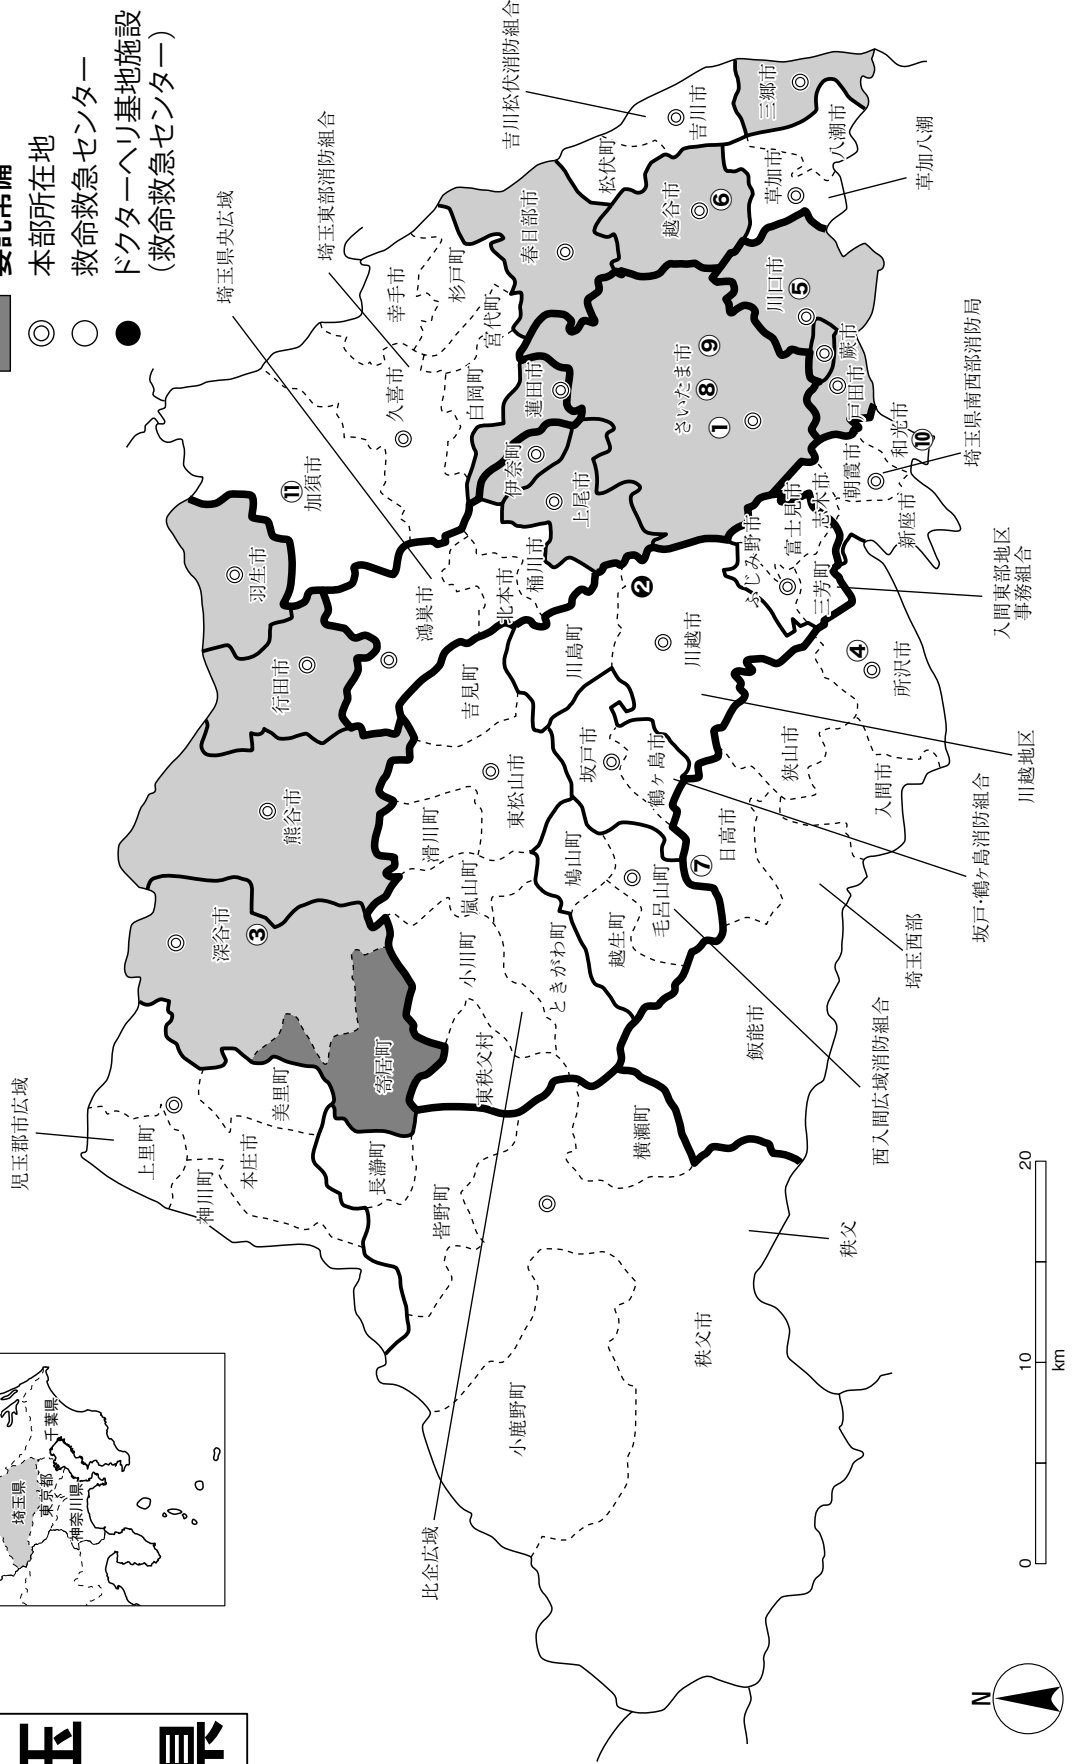 委託常備
本部所在地
救命救急センター
ドクターヘリ基地施設
(救命救急センター)
埼玉県
千葉県
東京都
神奈川県
児玉郡市広域
上里町
神川町
本庄市
美里町
長瀞町
皆野町
寄居町
深谷市
③
熊谷市
行田市
羽生市
⑪
加須市
久喜市
幸手市
杉戸町
宮代町
白岡町
埼玉県央広域
埼玉東部消防組合
吉川松伏消防組合
鴻巣市
北本市
桶川市
伊奈町
上尾市
蓮田市
春日部市
松伏町
吉川市
三郷市
越谷市
⑥
草加市
八潮市
草加八潮
川口市
⑤
蕨市
戸田市
さいたま市
①
⑧
⑨
和光市
⑩
朝霞市
志木市
新座市
埼玉県南西部消防局
富士見市
ふじみ野市
三芳町
入間東部地区
事務組合
川越市
❷
川島町
川越地区
吉見町
東松山市
滑川町
嵐山町
小川町
ときがわ町
東秩父村
比企広域
鳩山町
越生町
毛呂山町
⑦
西入間広域消防組合
坂戸市
鶴ヶ島市
坂戸・鶴ヶ島消防組合
所沢市
④
狭山市
入間市
日高市
飯能市
埼玉西部
横瀬町
秩父市
小鹿野町
秩父
0
10
20
km
N